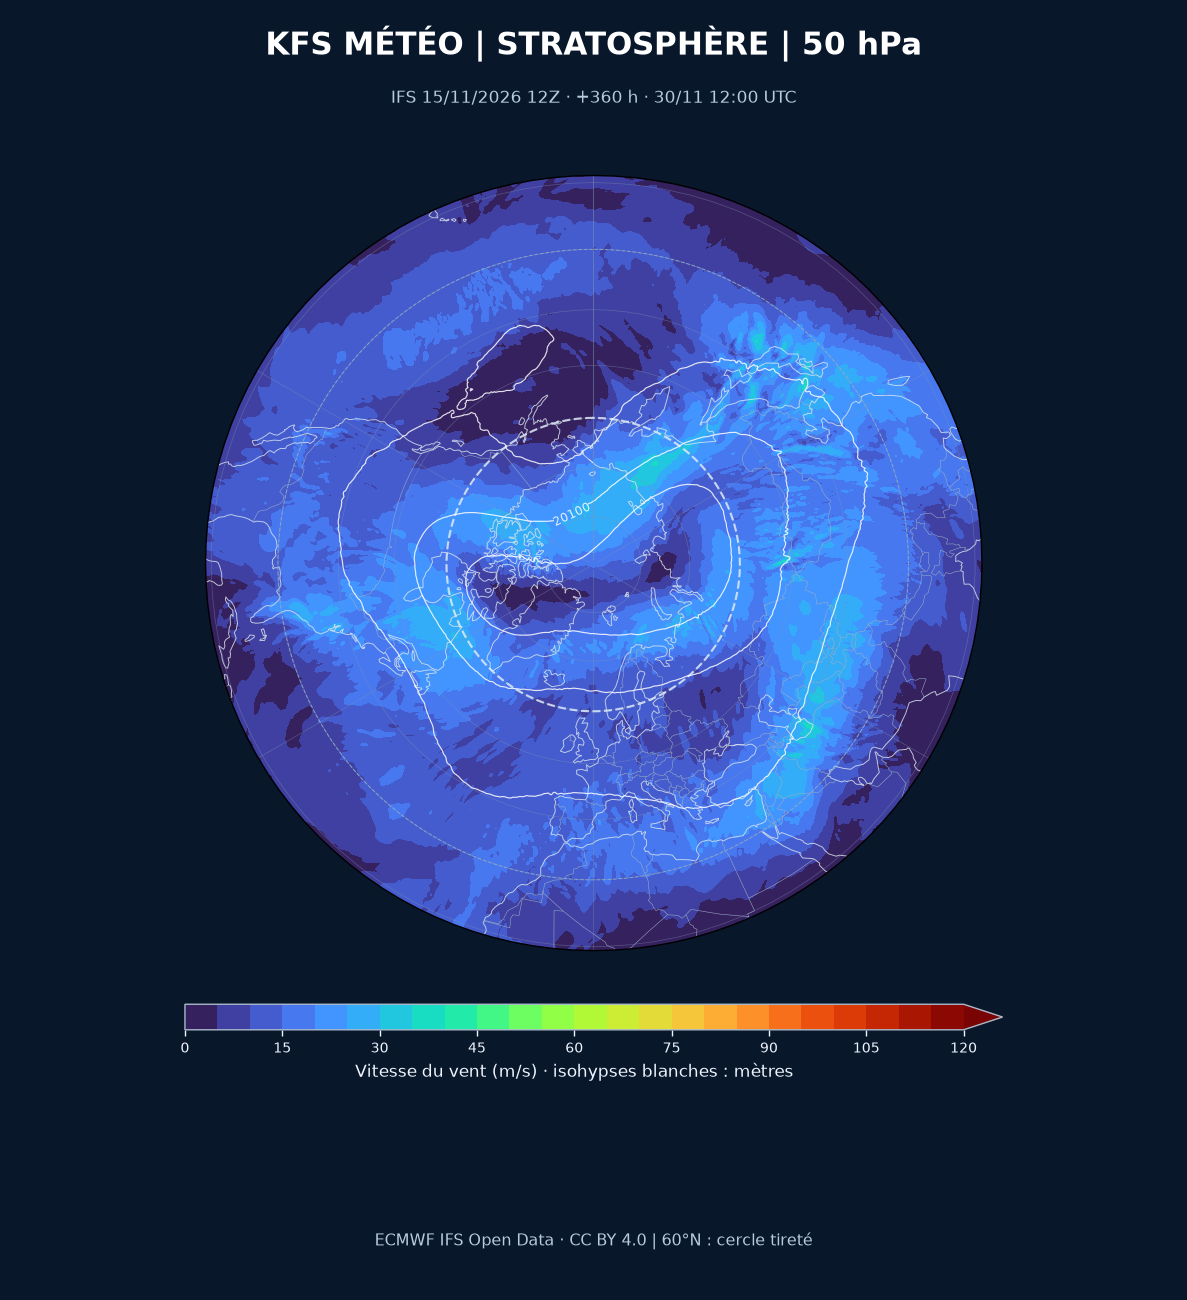 KFS MÉTÉO | STRATOSPHÈRE | 50 hPa
IFS 15/11/2026 12Z · +360 h · 30/11 12:00 UTC
20100
0 15 30 45 60 75 90 105 120
Vitesse du vent (m/s) · isohypses blanches : mètres
ECMWF IFS Open Data · CC BY 4.0 | 60°N : cercle tireté